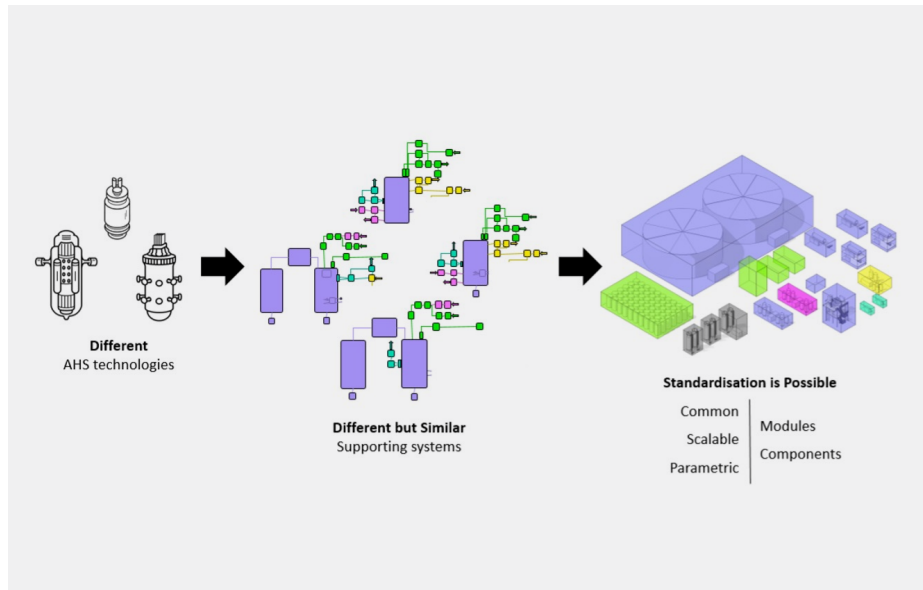 Different
AHS technologies
Different but Similar
Supporting systems
Standardisation is Possible
Common
Scalable
Parametric
Modules
Components